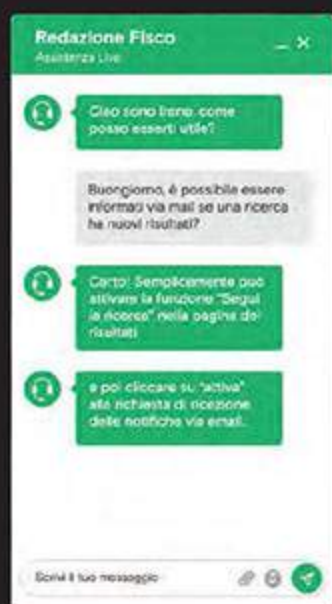 Redazione Fisco
Assistenza Live
Ciao sono Irene, come
posso esserti utile?
Buongiorno, è possibile essere
informati via mail se una ricerca
ha nuovi risultati?
Certo! Semplicemente può
attivare la funzione "Segui
la ricerca" nella pagina dei
risultati
e poi cliccare su "attiva"
alla richiesta di ricezione
delle notifiche via email.
Scrivi il tuo messaggio